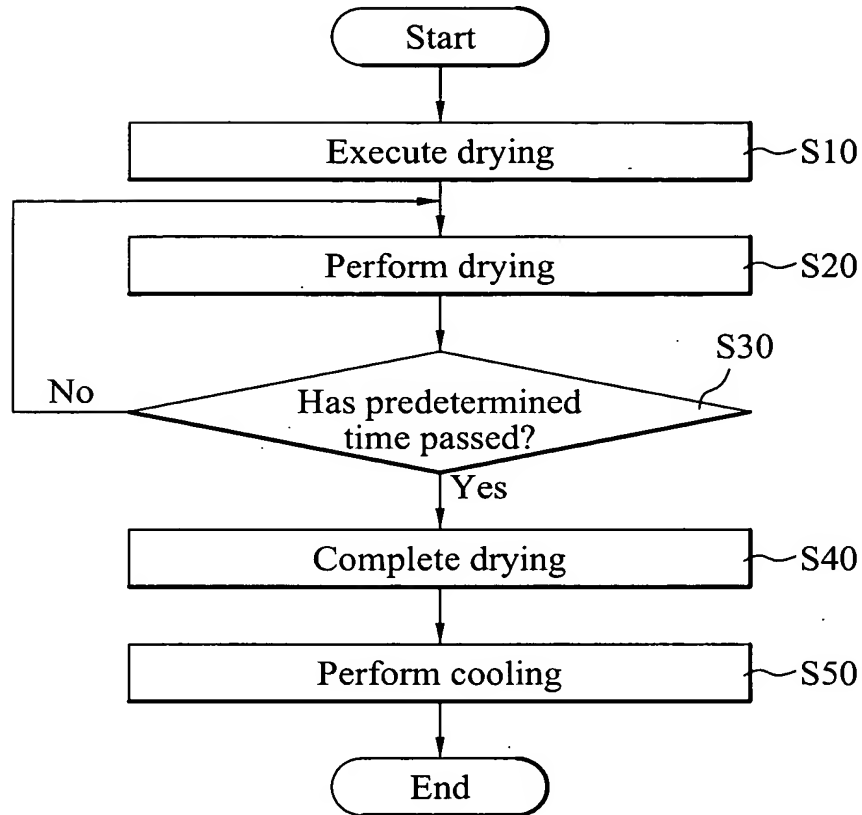 Start
Execute drying
S10
Perform drying
S20
S30
No
Has predetermined
time passed?
Yes
Complete drying
S40
Perform cooling
S50
End